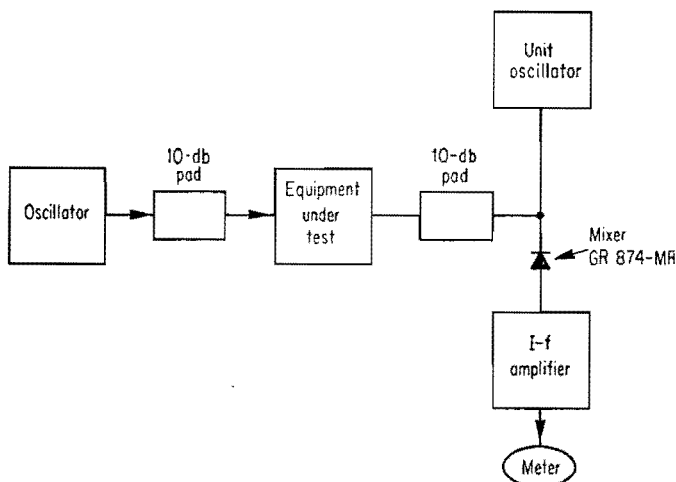 Unit
oscillator
10-db
pad
10-db
pad
Oscillator
Equipment
under
test
Mixer
GR 874-MR
I-f
amplifier
Meter